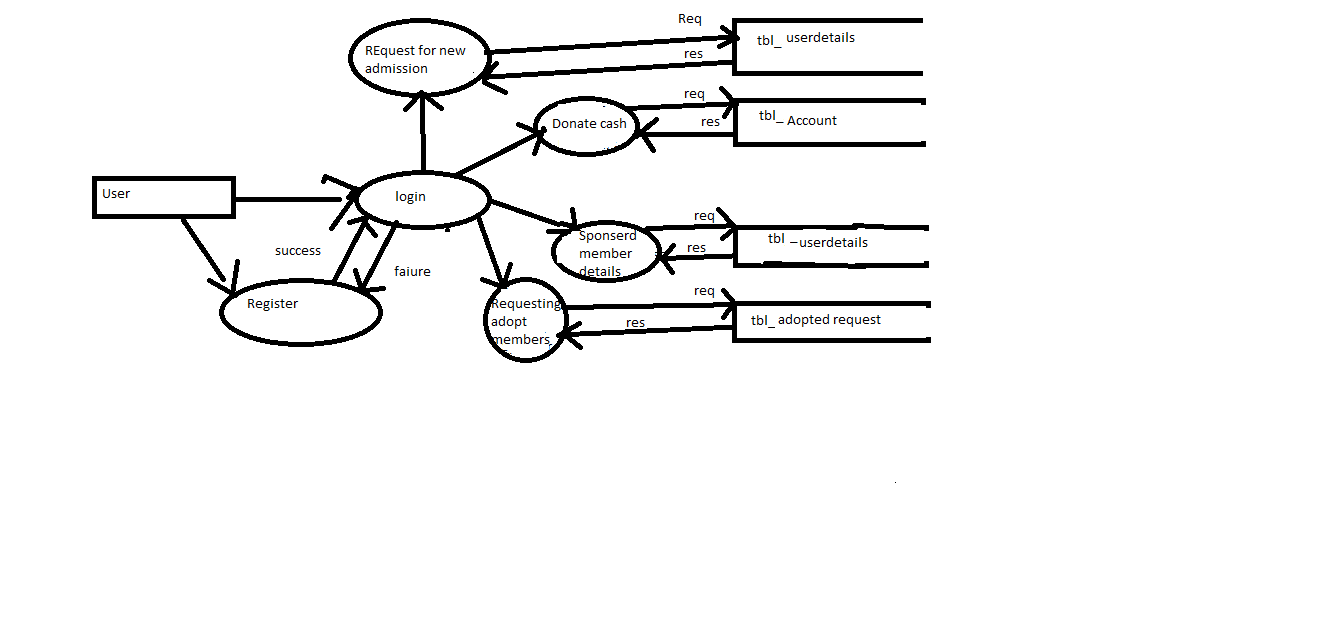 Req
REquest for new
admission
tbl_ userdetails
res
req
Donate cash
res
tbl_ Account
User
login
req
Sponserd
member
details
res
tbl _userdetails
success
faiure
Register
req
Requesting
adopt
members
res
tbl_ adopted request